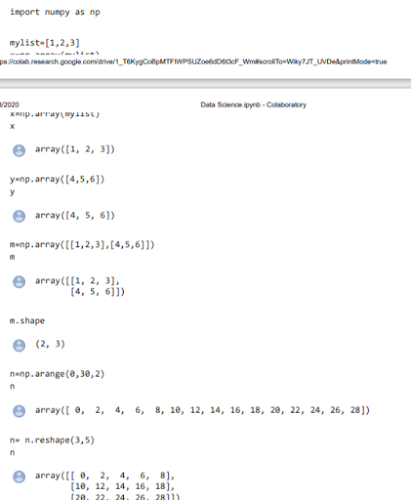 import numpy as np
mylist=[1,2,3]
x=np.array(mylist)
ps://colab.research.google.com/drive/1_T6KygCoBpMTFIWPSUZoe6dD6t3cF_Wm#scrollTo=Wiky7JT_UVDe&printMode=true
/2020
Data Science.ipynb - Colaboratory
x=np.array(mylist)
x
array([1, 2, 3])
y=np.array([4,5,6])
y
array([4, 5, 6])
m=np.array([[1,2,3],[4,5,6]])
m
array([[1, 2, 3],
[4, 5, 6]])
m.shape
(2, 3)
n=np.arange(0,30,2)
n
array([ 0, 2, 4, 6, 8, 10, 12, 14, 16, 18, 20, 22, 24, 26, 28])
n= n.reshape(3,5)
n
array([[ 0, 2, 4, 6, 8],
[10, 12, 14, 16, 18],
[20, 22, 24, 26, 28]])